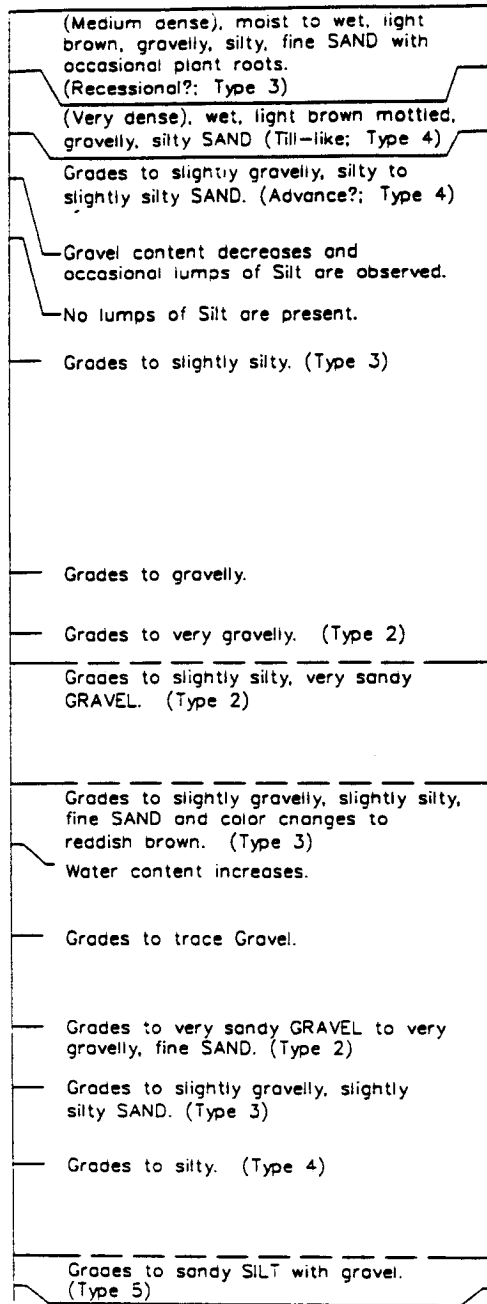 (Medium dense), moist to wet, light
brown, gravelly, silty, fine SAND with
occasional plant roots.
(Recessional?; Type 3)
(Very dense), wet, light brown mottled,
gravelly, silty SAND (Till-like; Type 4)
Grades to slightly gravelly, silty to
slightly silty SAND. (Advance?; Type 4)
Gravel content decreases and
occasional lumps of Silt are observed.
No lumps of Silt are present.
Grades to slightly silty. (Type 3)
Grades to gravelly.
Grades to very gravelly. (Type 2)
Grades to slightly silty, very sandy
GRAVEL. (Type 2)
Grades to slightly gravelly, slightly silty,
fine SAND and color changes to
reddish brown. (Type 3)
Water content increases.
Grades to trace Gravel.
Grades to very sandy GRAVEL to very
gravelly, fine SAND. (Type 2)
Grades to slightly gravelly, slightly
silty SAND. (Type 3)
Grades to silty. (Type 4)
Grades to sandy SILT with gravel.
(Type 5)